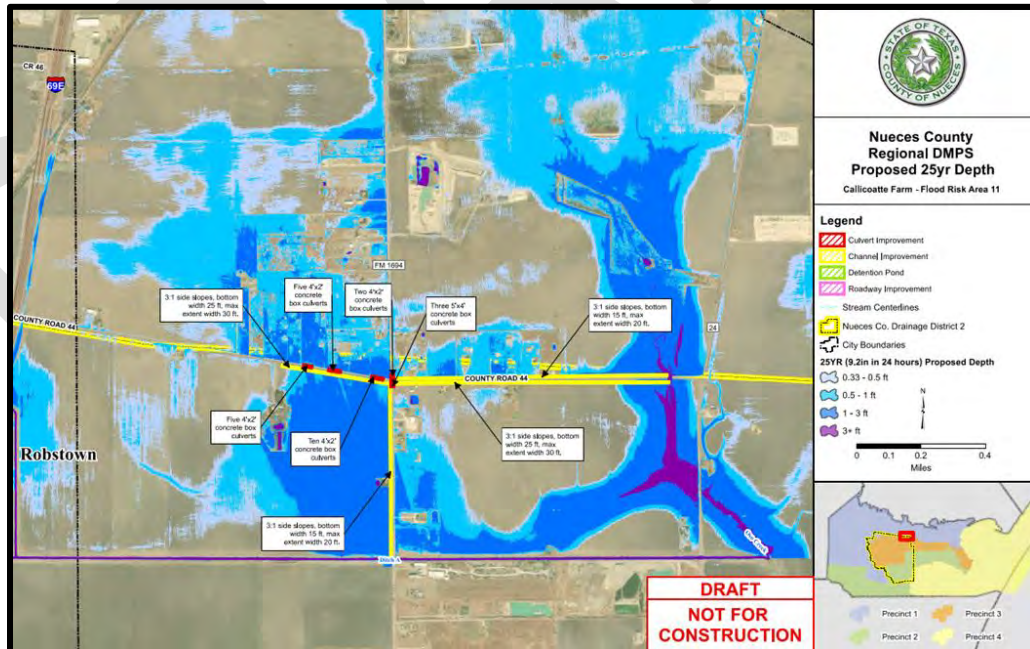 CR 46
69E
FM 1694
Five 4'x2'
concrete
box culverts
Two 4'x2'
concrete
box culverts
3:1 side slopes, bottom
width 25 ft, max
extent width 30 ft.
Three 5'x4'
concrete box
culverts
3:1 side slopes, bottom
width 15 ft, max
extent width 20 ft.
24
COUNTY ROAD 44
COUNTY ROAD 44
Five 4'x2'
concrete box
culverts
Ten 4'x2'
concrete box
culverts
3:1 side slopes, bottom
width 25 ft, max
extent width 30 ft.
Robstown
3:1 side slopes, bottom
width 15 ft, max
extent width 20 ft.
DRAFT
NOT FOR
CONSTRUCTION
STATE OF TEXAS
COUNTY OF NUECES
Nueces County
Regional DMPS
Proposed 25yr Depth
Callicoatte Farm - Flood Risk Area 11
Legend
Culvert Improvement
Channel Improvement
Detention Pond
Roadway Improvement
Stream Centerlines
Nueces Co. Drainage District 2
City Boundaries
25YR (9.2in in 24 hours) Proposed Depth
0.33 - 0.5 ft
0.5 - 1 ft
1 - 3 ft
3+ ft
N
0 0.2 0.4
Miles
Precinct 1 Precinct 3
Precinct 2 Precinct 4